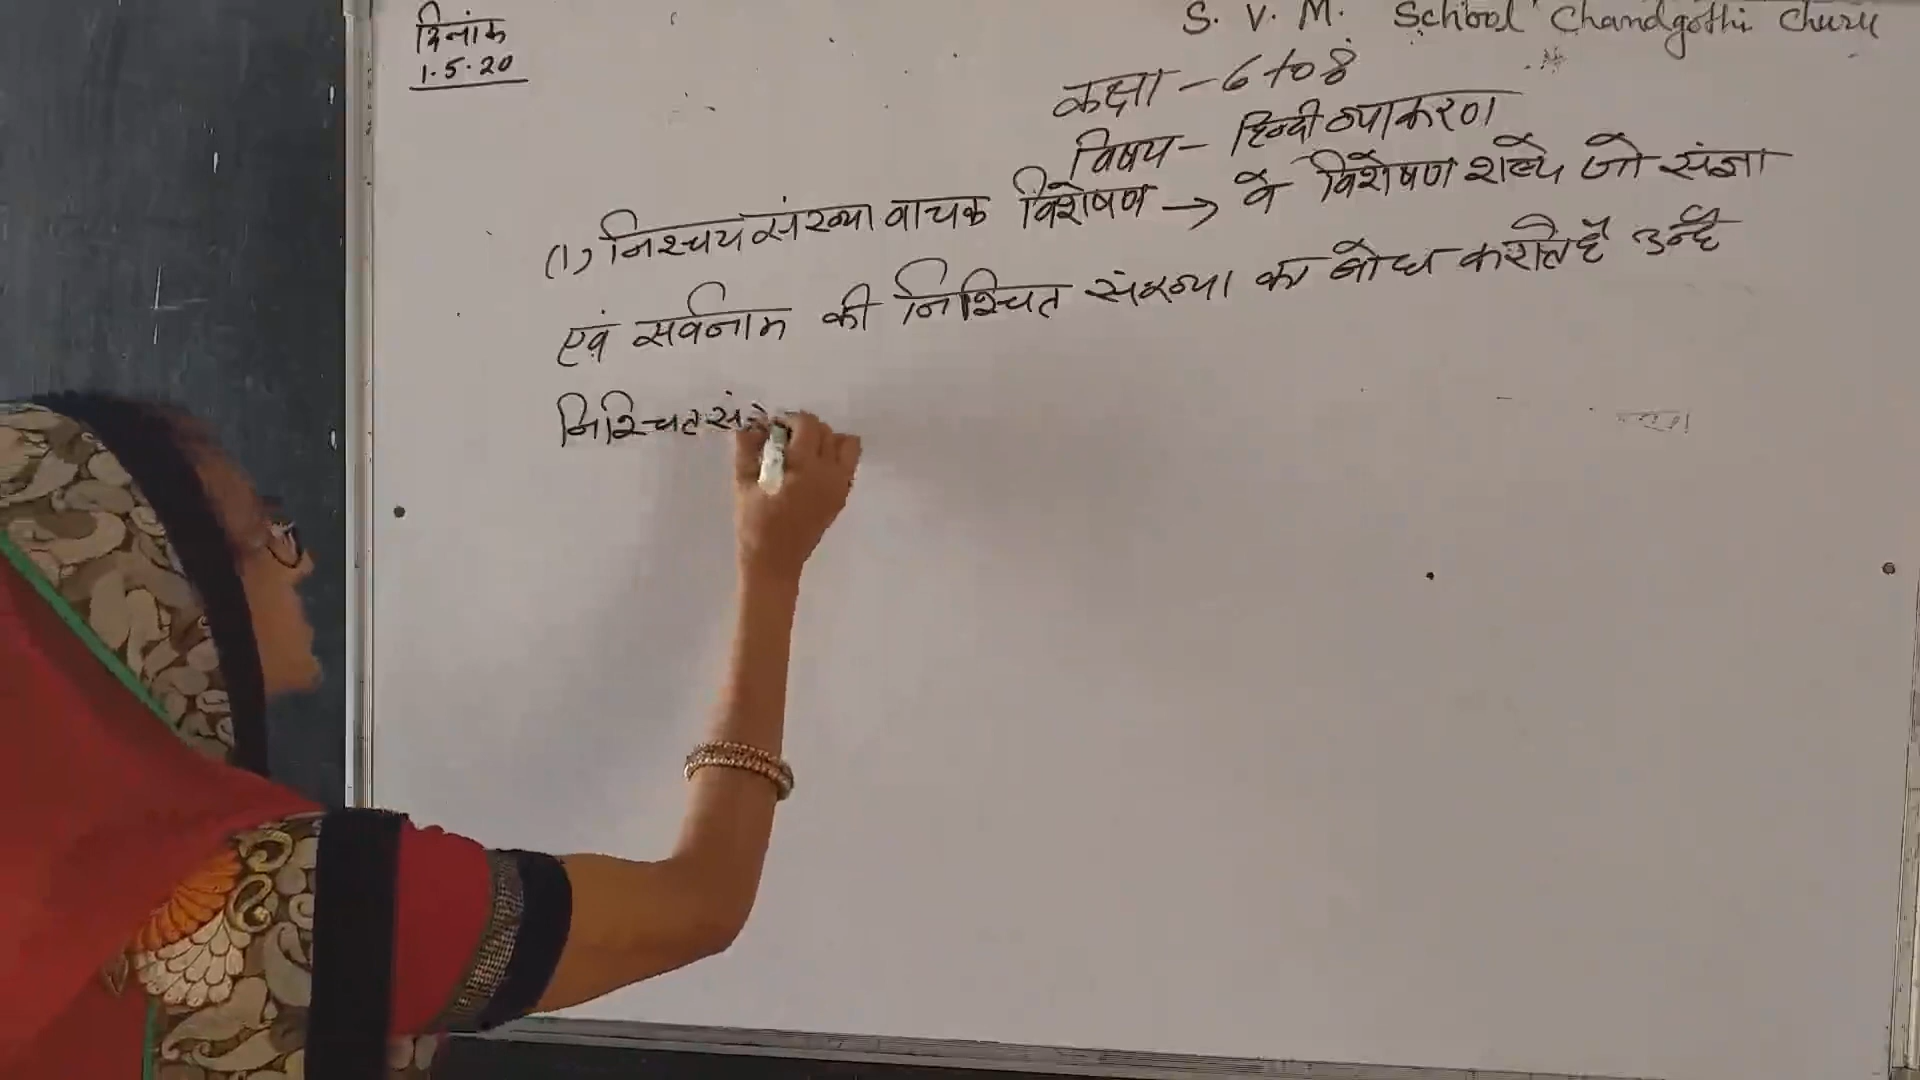 दिनांक
1.5.20
S. V. M. School Chandgothi Churu
कक्षा - 6 to 8
विषय - हिन्दी व्याकरण
(1) निश्चय संख्या वाचक विशेषण → वे विशेषण शब्द जो संज्ञा
एवं सर्वनाम की निश्चित संख्या का बोध कराते है उन्हें
निश्चित सं